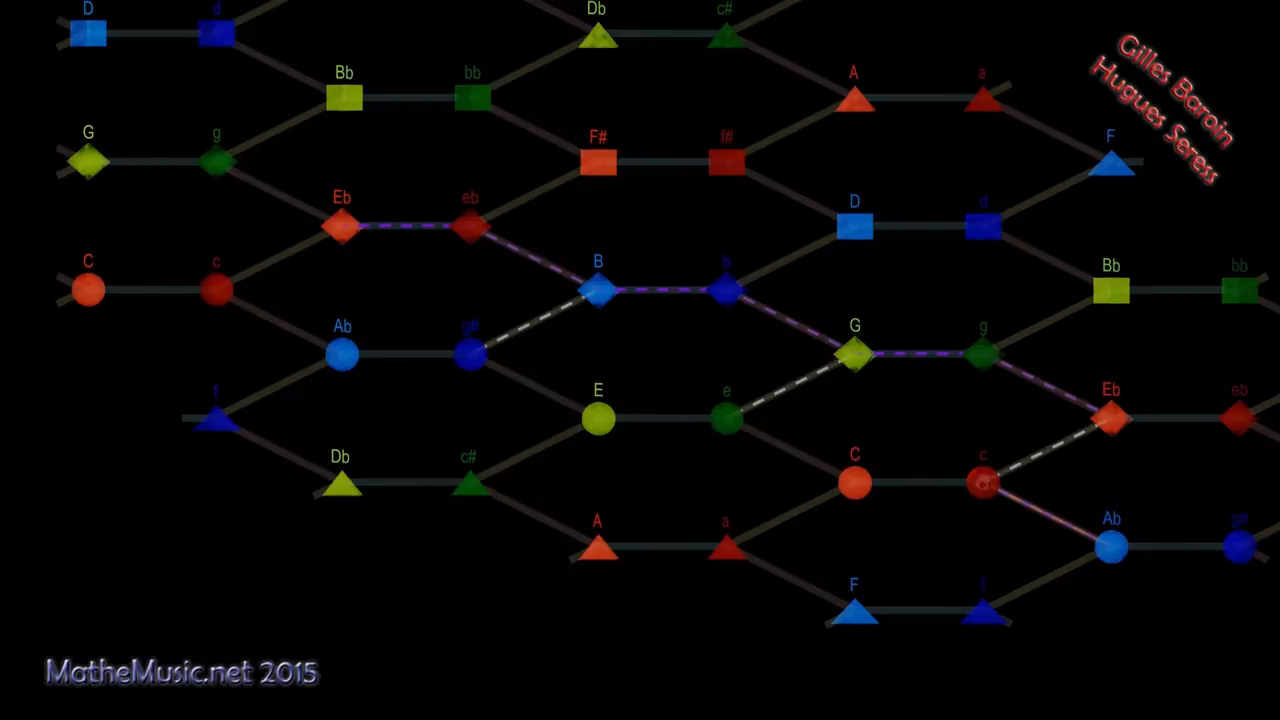 D d Db c#
Bb bb A a
G g F# f# F
Eb eb D d
C c B b Bb bb
Ab g# G g
f E e Eb eb
Db c# C c
A a Ab g#
F f
Gilles Baroin
Hugues Seress
MatheMusic.net 2015